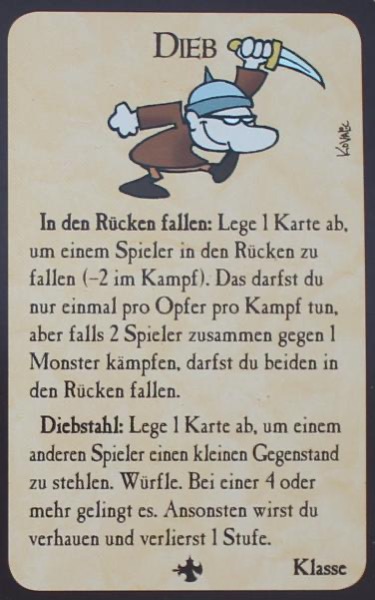 Dieb
Kovalic
In den Rücken fallen: Lege 1 Karte ab,
um einem Spieler in den Rücken zu
fallen (–2 im Kampf). Das darfst du
nur einmal pro Opfer pro Kampf tun,
aber falls 2 Spieler zusammen gegen 1
Monster kämpfen, darfst du beiden in
den Rücken fallen.
Diebstahl: Lege 1 Karte ab, um einem
anderen Spieler einen kleinen Gegenstand
zu stehlen. Würfle. Bei einer 4 oder
mehr gelingt es. Ansonsten wirst du
verhauen und verlierst 1 Stufe.
Klasse